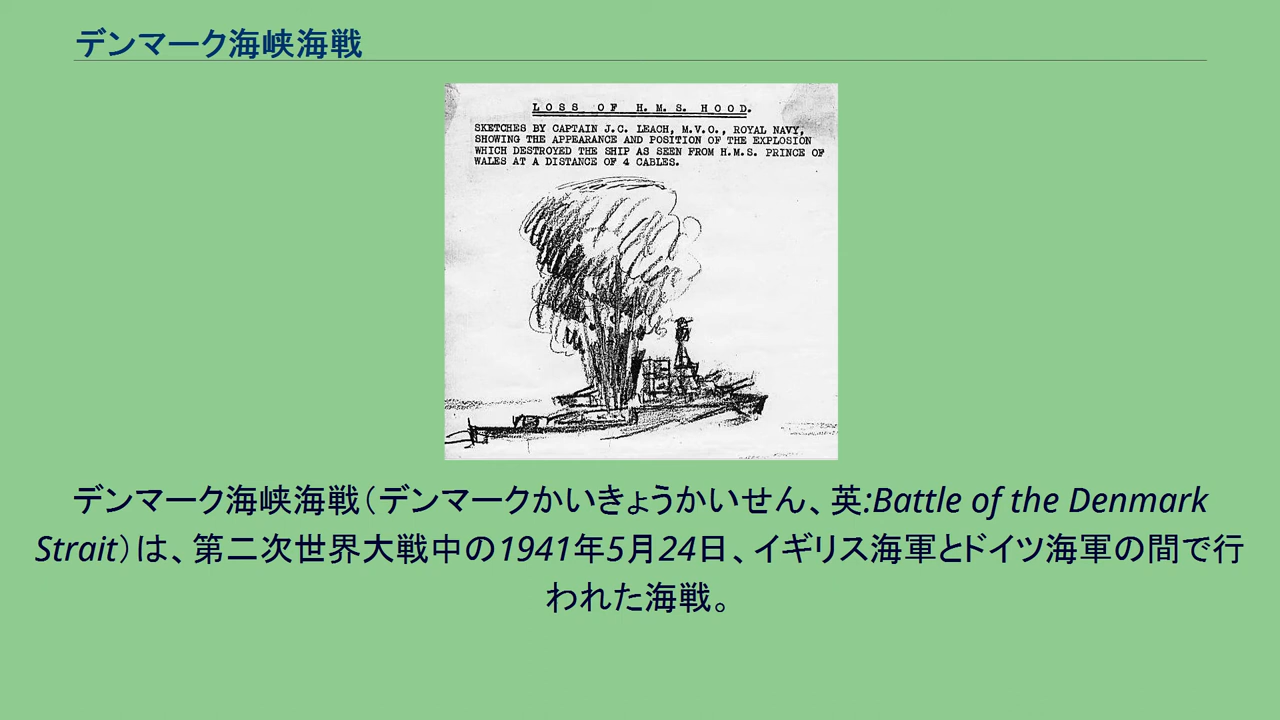 デンマーク海峡海戦
LOSS OF H.M.S. HOOD.
SKETCHES BY CAPTAIN J.C. LEACH, M.V.O., ROYAL NAVY,
SHOWING THE APPEARANCE AND POSITION OF THE EXPLOSION
WHICH DESTROYED THE SHIP AS SEEN FROM H.M.S. PRINCE OF
WALES AT A DISTANCE OF 4 CABLES.
デンマーク海峡海戦（デンマークかいきょうかいせん、英:Battle of the Denmark
Strait）は、第二次世界大戦中の1941年5月24日、イギリス海軍とドイツ海軍の間で行
われた海戦。